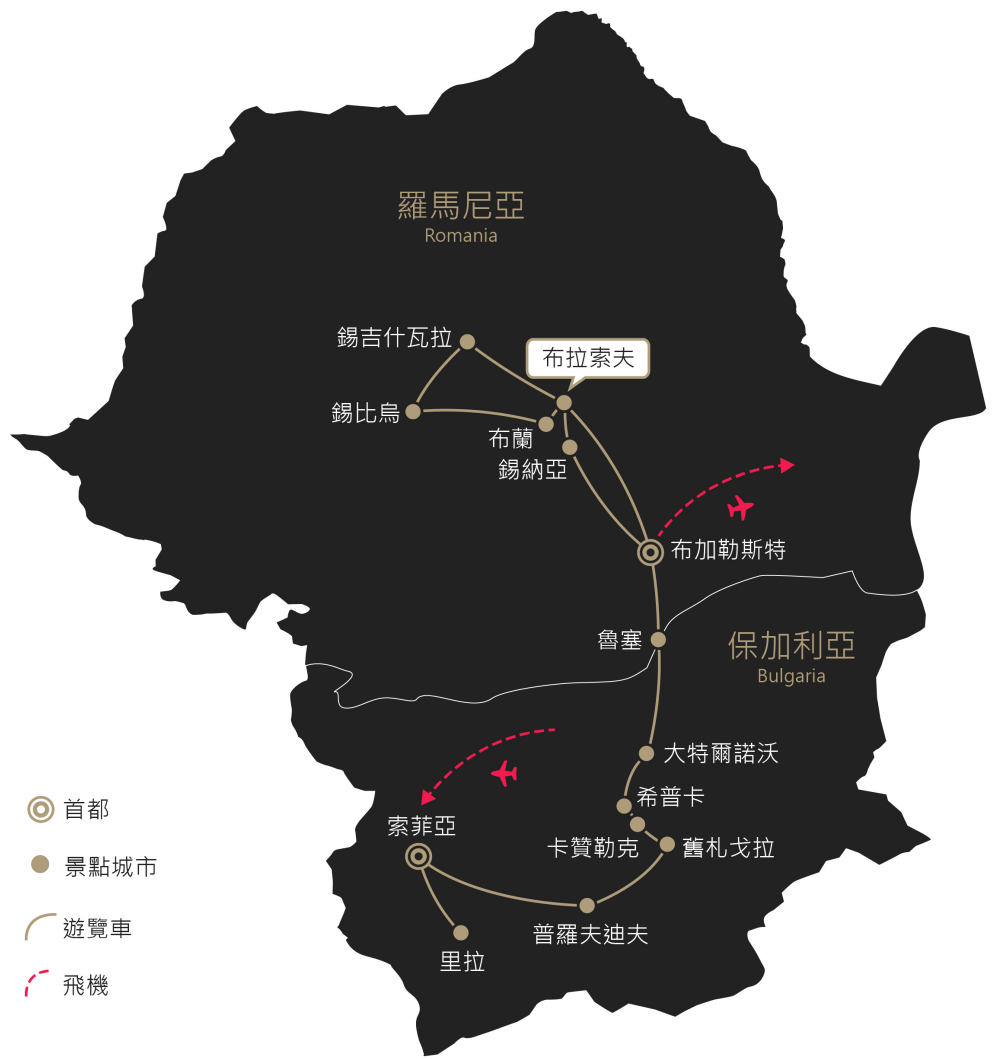 羅馬尼亞
Romania
錫吉什瓦拉
布拉索夫
錫比烏
布蘭
錫納亞
布加勒斯特
魯塞
保加利亞
Bulgaria
大特爾諾沃
希普卡
卡贊勒克
舊札戈拉
索菲亞
普羅夫迪夫
里拉
首都
景點城市
遊覽車
飛機